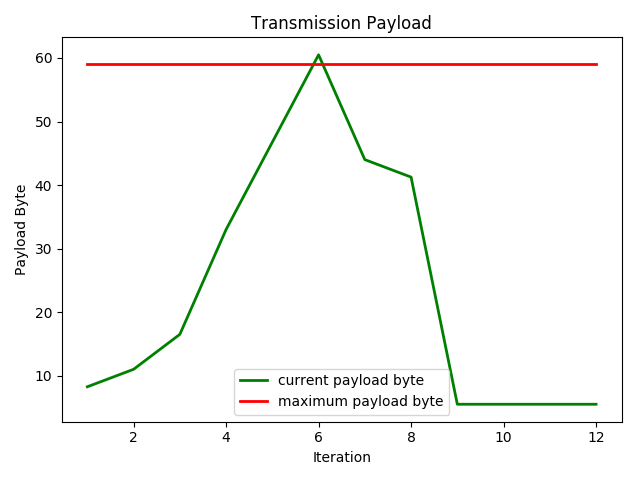 Transmission Payload
Payload Byte
60
50
40
30
20
10
current payload byte
maximum payload byte
2 4 6 8 10 12
Iteration